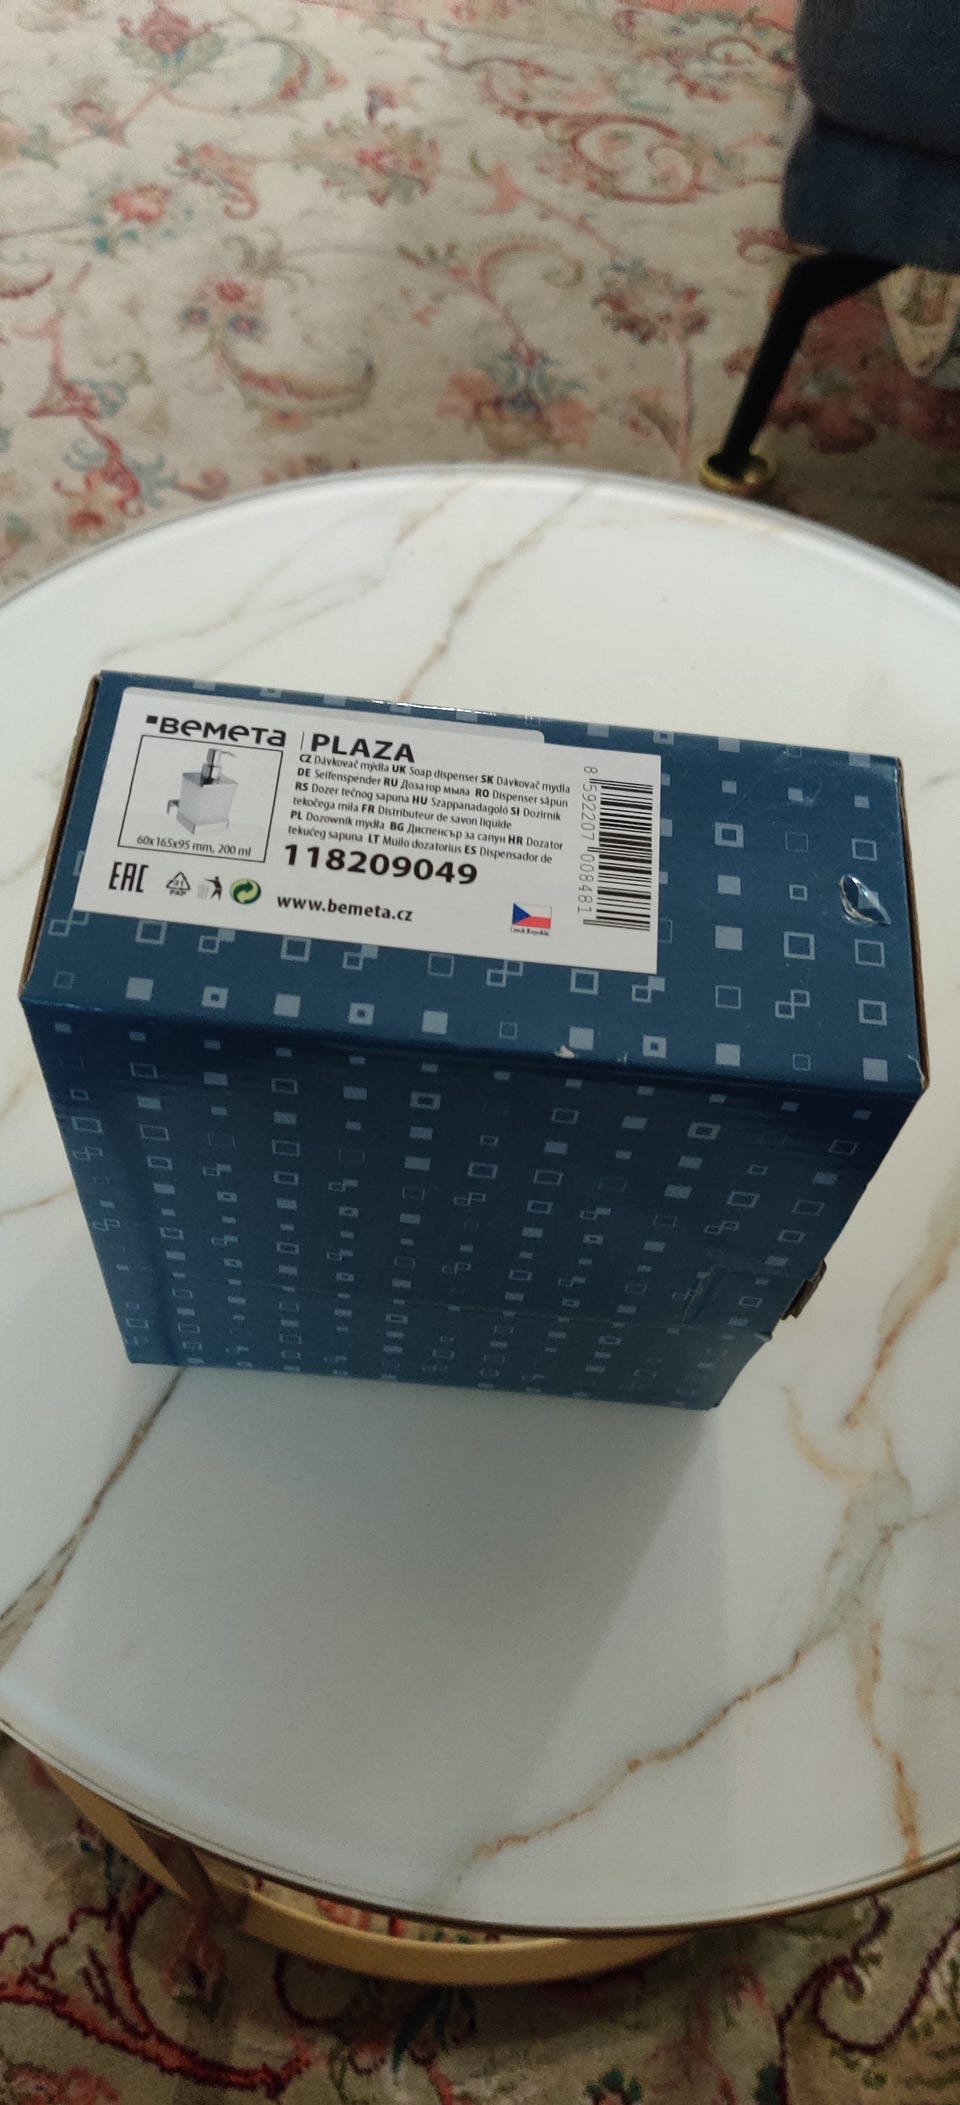 BEMETA | PLAZA
60x165x95 mm, 200 ml
CZ Dávkovač mýdla UK Soap dispenser SK Dávkovač mydla
DE Seifenspender RU Дозатор мыла RO Dispenser săpun
RS Dozer tečnog sapuna HU Szappanadagoló SI Dozirnik
tekočega mila FR Distributeur de savon liquide
PL Dozownik mydła BG Диспенсър за сапун HR Dozator
tekućeg sapuna LT Muilo dozatorius ES Dispensador de
118209049
EAC
21
PAP
www.bemeta.cz
Czech Republic
8 592207 008481